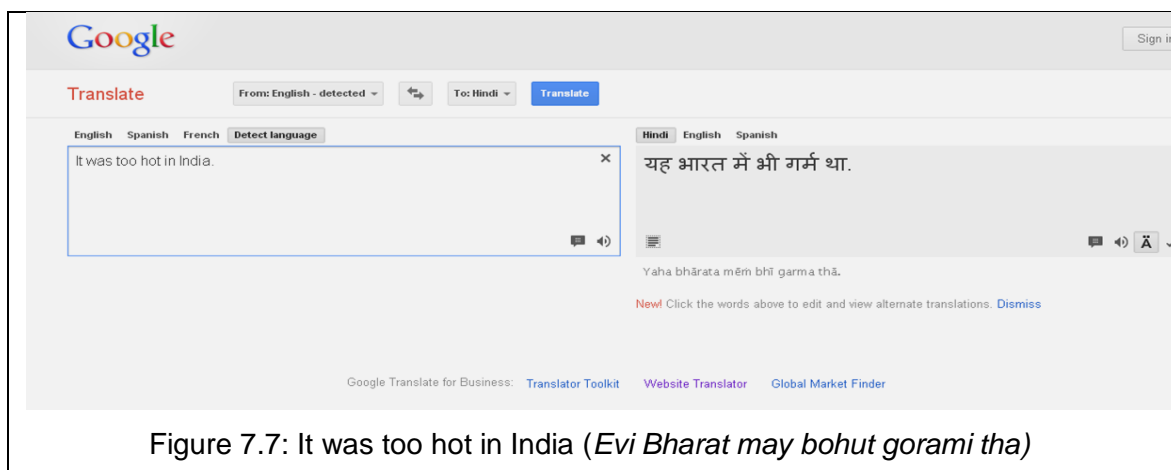 Google
Sign in
Translate
From: English - detected
To: Hindi
Translate
English Spanish French Detect language
Hindi English Spanish
It was too hot in India.
यह भारत में भी गर्म था.
Ä
Yaha bhārata mēṁ bhī garma thā.
New! Click the words above to edit and view alternate translations. Dismiss
Google Translate for Business: Translator Toolkit Website Translator Global Market Finder
Figure 7.7: It was too hot in India (Evi Bharat may bohut gorami tha)